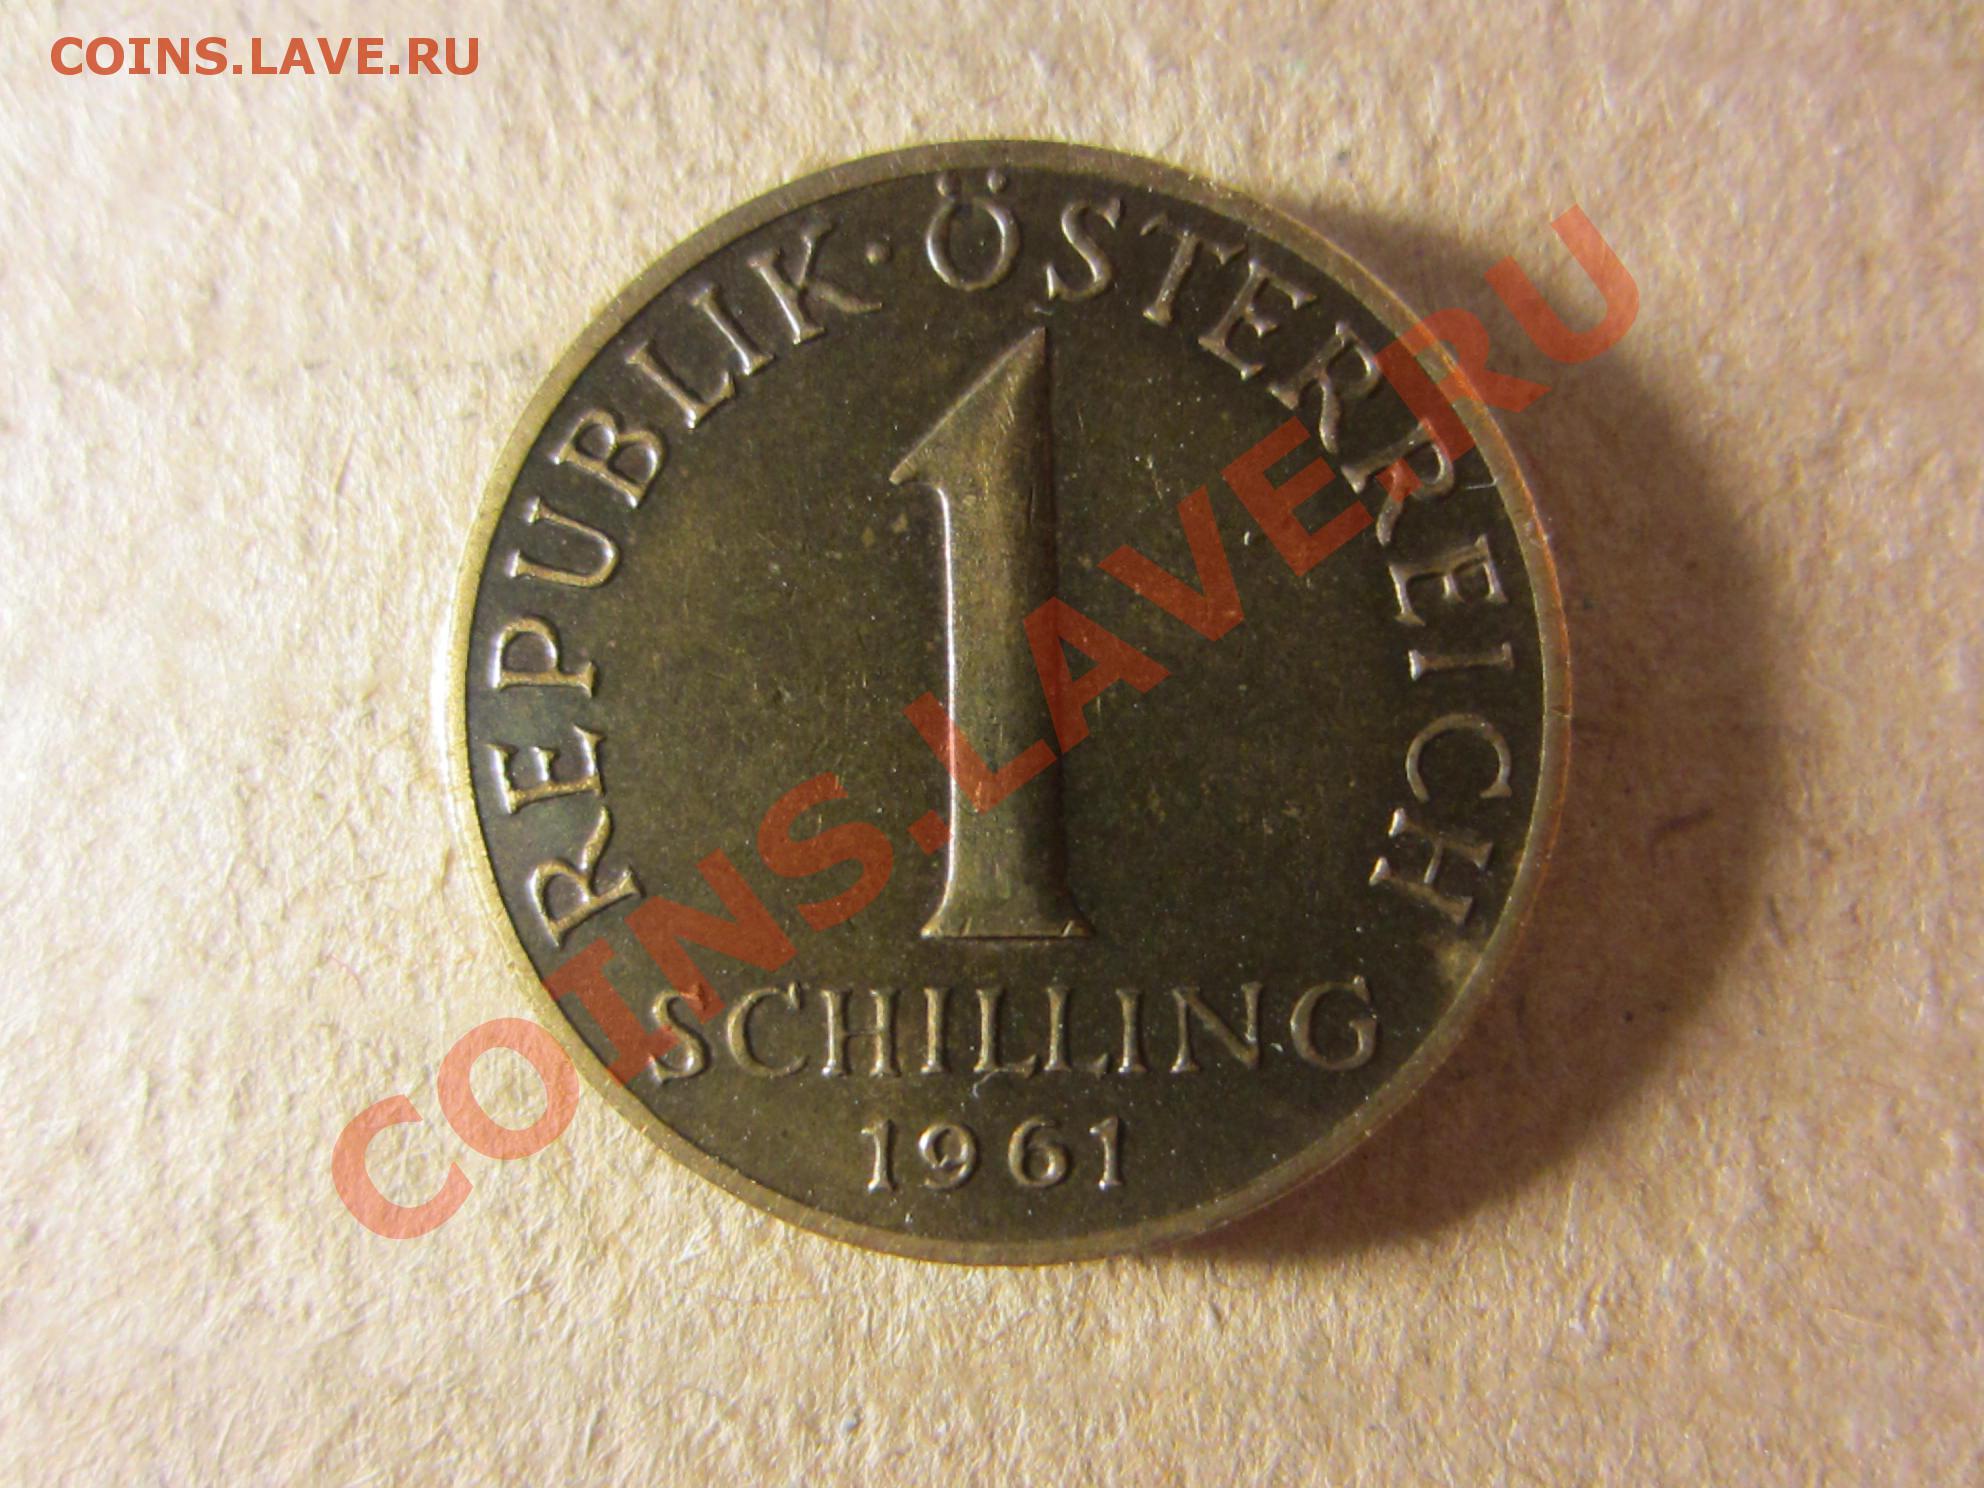 COINS.LAVE.RU
REPUBLIK · ÖSTERREICH
1
SCHILLING
1961
COINS.LAVE.RU